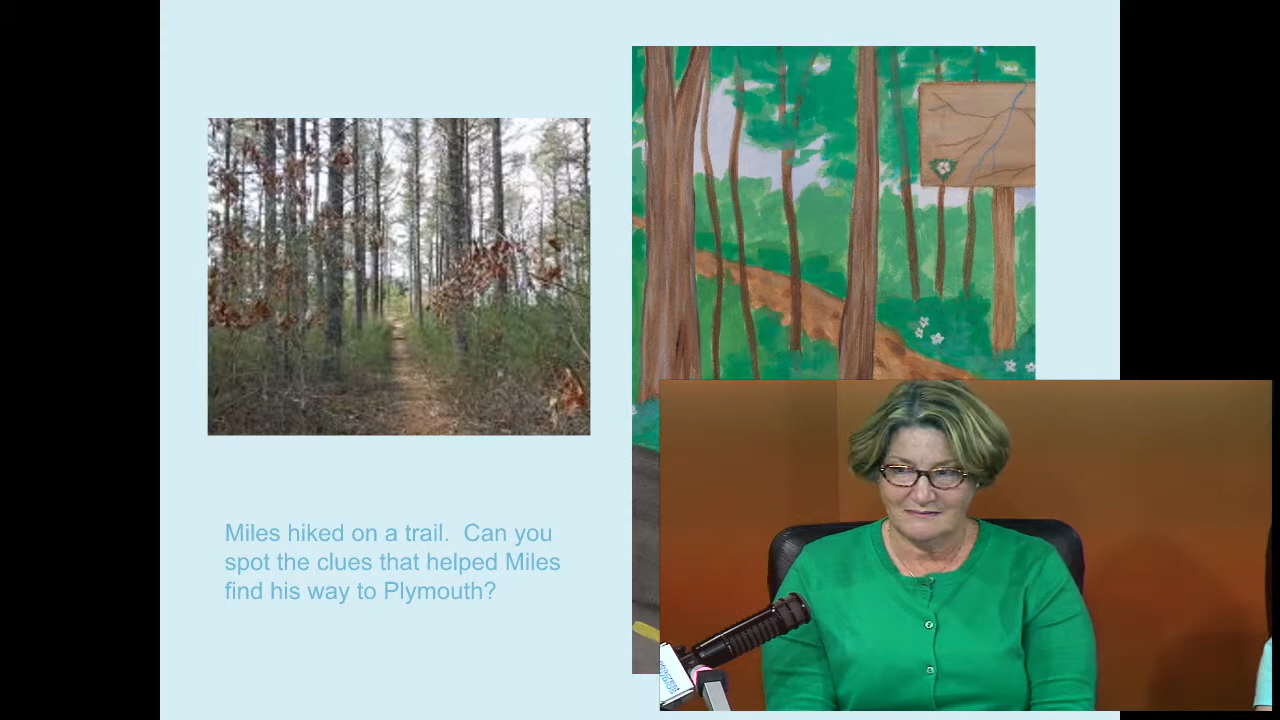 Miles hiked on a trail.  Can you
spot the clues that helped Miles
find his way to Plymouth?